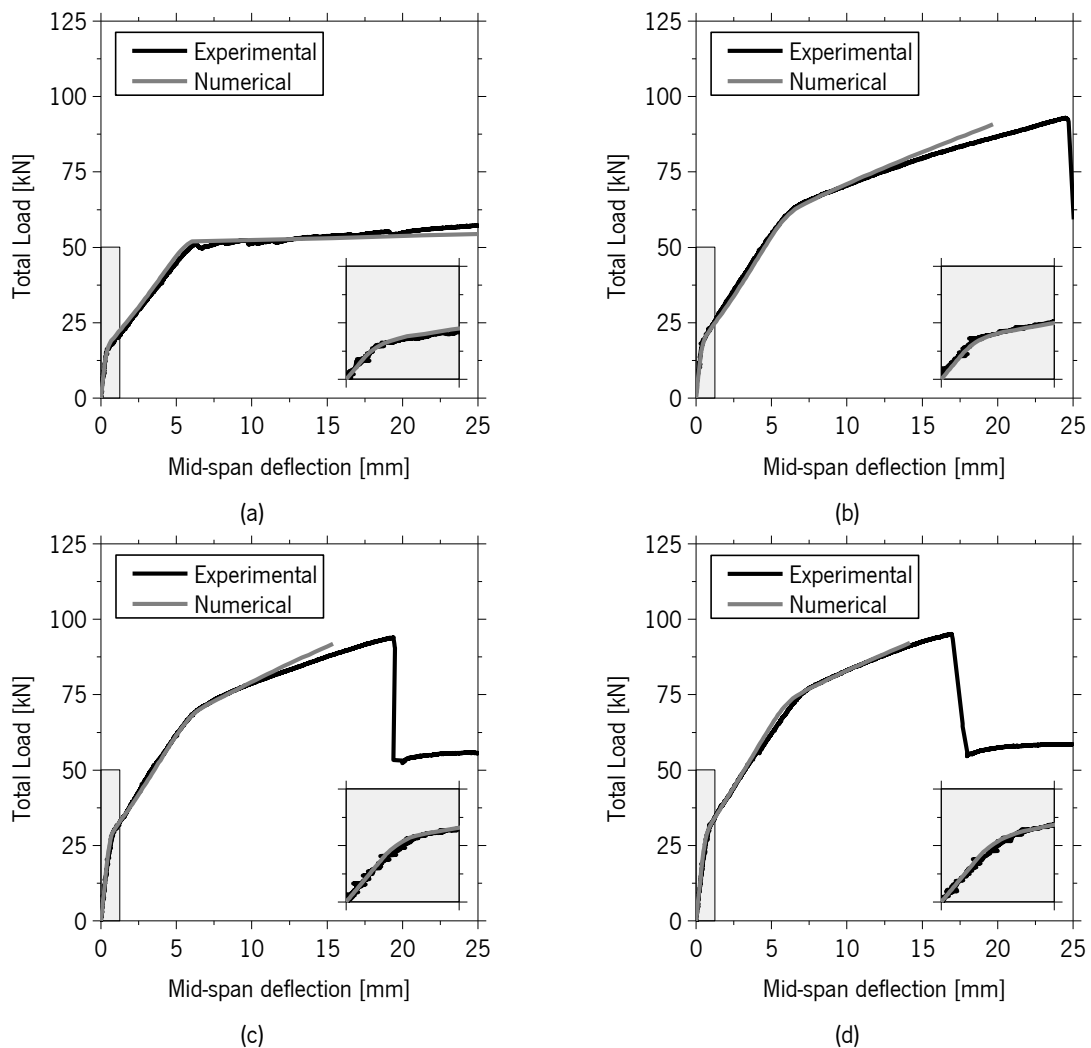 125
100
75
50
25
0
Total Load [kN]
Experimental
Numerical
0 5 10 15 20 25
Mid-span deflection [mm]
(a)
125
100
75
50
25
0
Total Load [kN]
Experimental
Numerical
0 5 10 15 20 25
Mid-span deflection [mm]
(b)
125
100
75
50
25
0
Total Load [kN]
Experimental
Numerical
0 5 10 15 20 25
Mid-span deflection [mm]
(c)
125
100
75
50
25
0
Total Load [kN]
Experimental
Numerical
0 5 10 15 20 25
Mid-span deflection [mm]
(d)